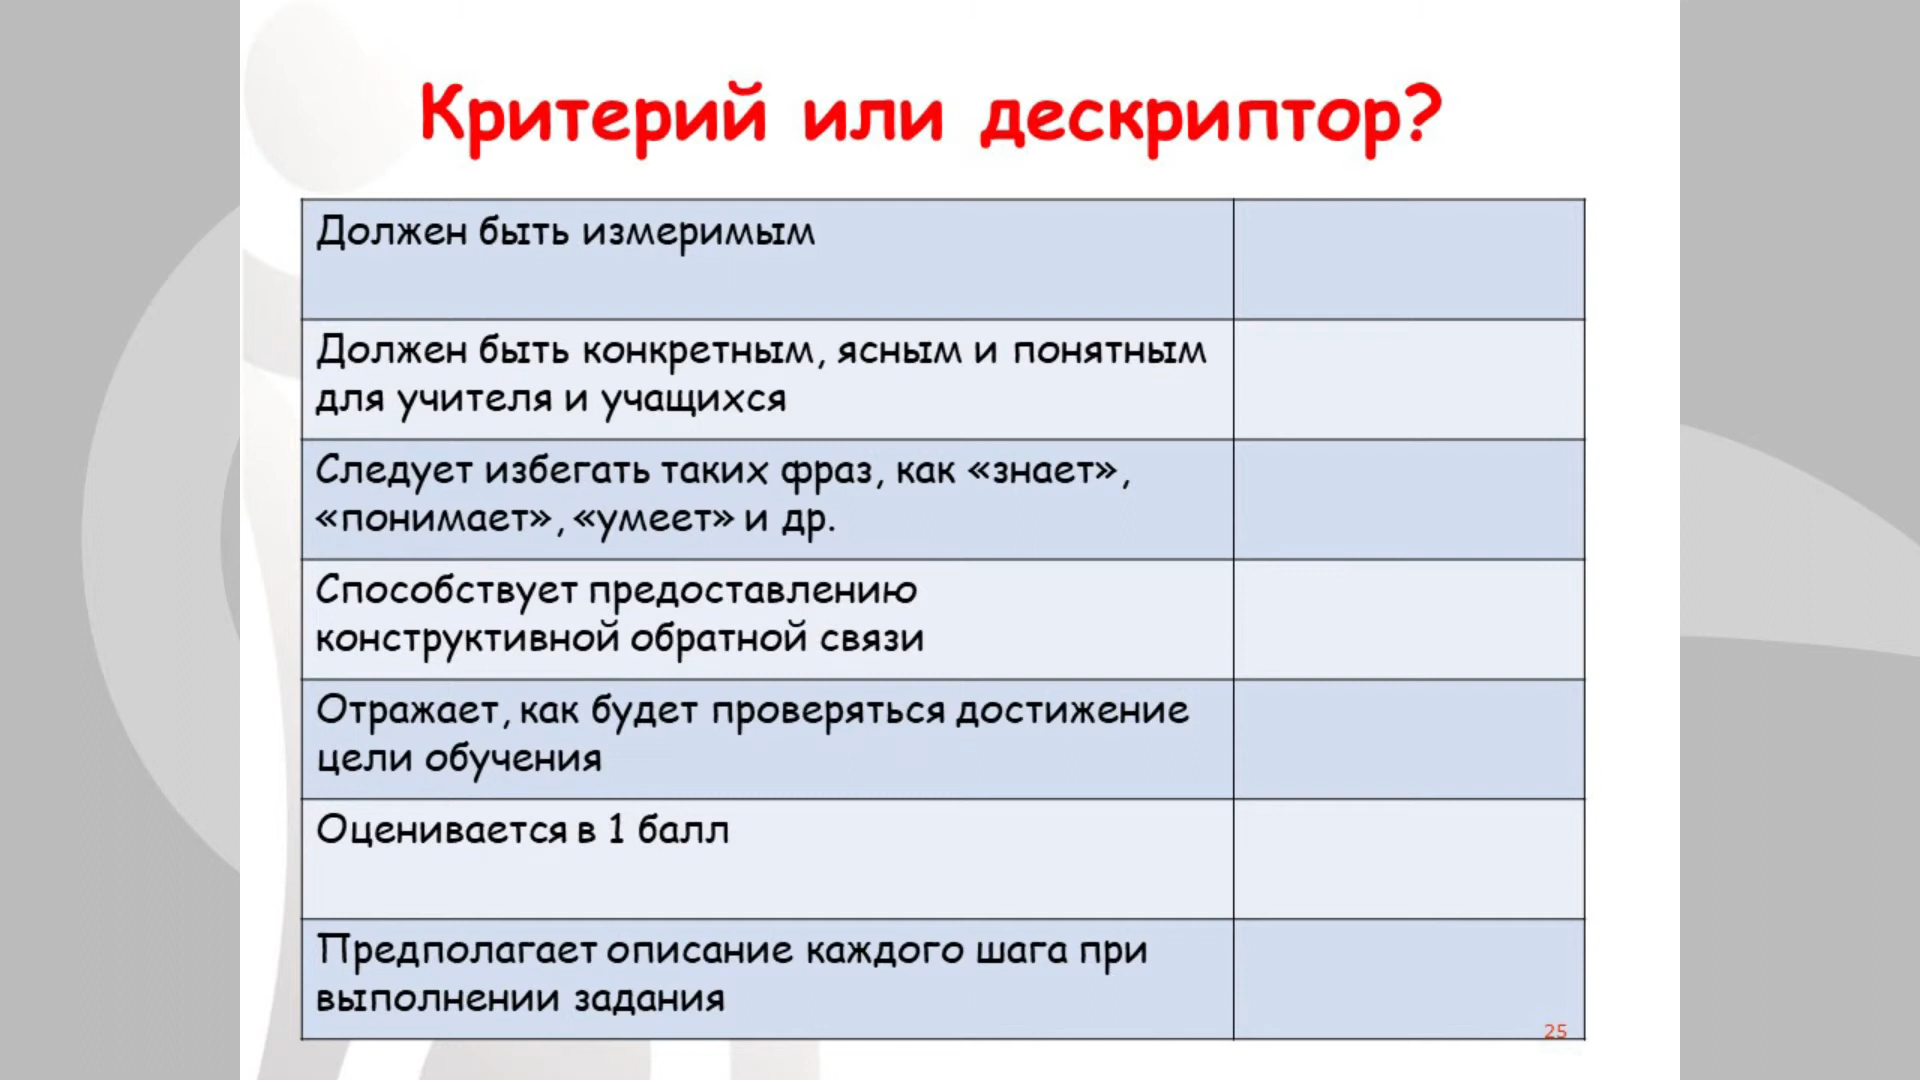 Критерий или дескриптор?
Должен быть измеримым
Должен быть конкретным, ясным и понятным
для учителя и учащихся
Следует избегать таких фраз, как «знает»,
«понимает», «умеет» и др.
Способствует предоставлению
конструктивной обратной связи
Отражает, как будет проверяться достижение
цели обучения
Оценивается в 1 балл
Предполагает описание каждого шага при
выполнении задания
25